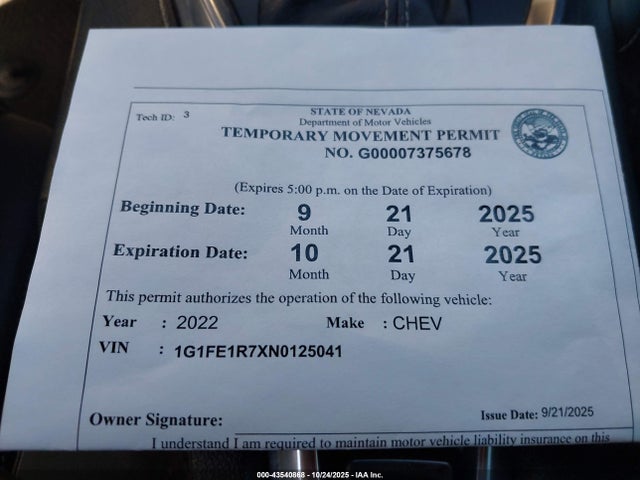 Tech ID: 3
STATE OF NEVADA
Department of Motor Vehicles
TEMPORARY MOVEMENT PERMIT
NO. G00007375678
(Expires 5:00 p.m. on the Date of Expiration)
Beginning Date: 9 21 2025
Month Day Year
Expiration Date: 10 21 2025
Month Day Year
This permit authorizes the operation of the following vehicle:
Year : 2022 Make : CHEV
VIN : 1G1FE1R7XN0125041
Owner Signature: Issue Date: 9/21/2025
I understand I am required to maintain motor vehicle liability insurance on this
000-43540868 - 10/24/2025 - IAA Inc.